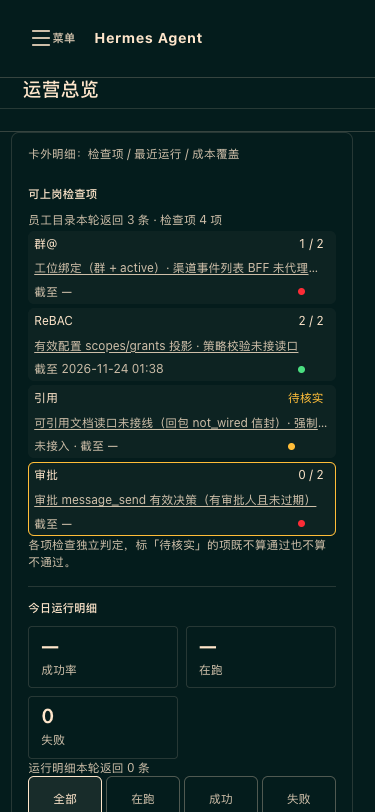 菜单 Hermes Agent
运营总览
卡外明细：检查项 / 最近运行 / 成本覆盖
可上岗检查项
员工目录本轮返回 3 条 · 检查项 4 项
群@ 1 / 2
工位绑定（群 + active）· 渠道事件列表 BFF 未代理...
截至 —
ReBAC 2 / 2
有效配置 scopes/grants 投影 · 策略校验未接读口
截至 2026-11-24 01:38
引用 待核实
可引用文档读口未接线（回包 not_wired 信封）· 强制...
未接入 · 截至 —
审批 0 / 2
审批 message_send 有效决策（有审批人且未过期）
截至 —
各项检查独立判定，标「待核实」的项既不算通过也不算
不通过。
今日运行明细
— —
成功率 在跑
0
失败
运行明细本轮返回 0 条
全部 在跑 成功 失败